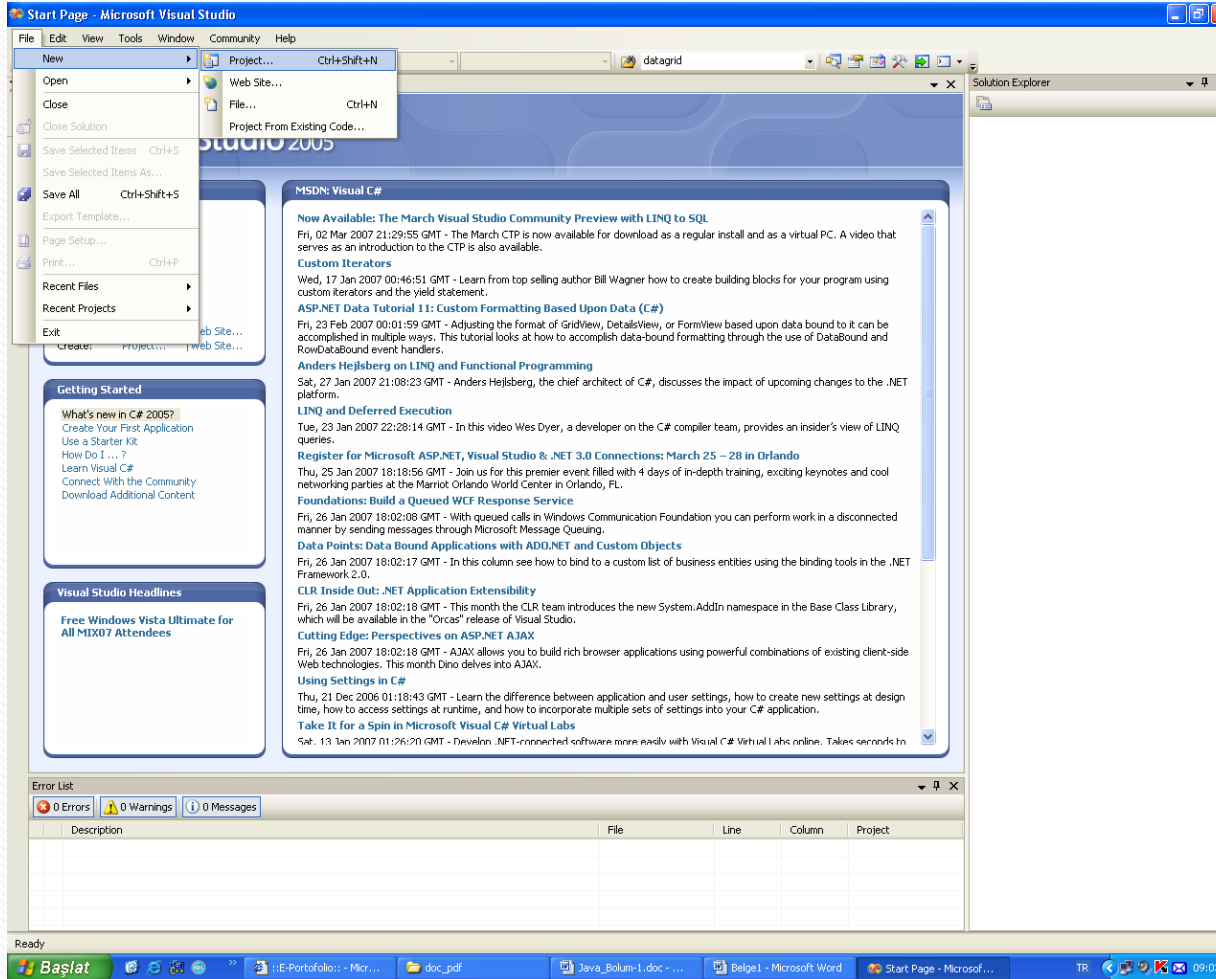 Start Page - Microsoft Visual Studio
File Edit View Tools Window Community Help
New
Project... Ctrl+Shift+N
datagrid
Open
Web Site...
Solution Explorer
Close
File... Ctrl+N
Close Solution
Project From Existing Code...
Studio 2005
Save Selected Items Ctrl+S
Save Selected Items As...
Save All Ctrl+Shift+S
Export Template...
Page Setup...
Print... Ctrl+P
Recent Files
Recent Projects
Exit
Web Site...
Create: Project... Web Site...
MSDN: Visual C#
Now Available: The March Visual Studio Community Preview with LINQ to SQL
Fri, 02 Mar 2007 21:29:55 GMT - The March CTP is now available for download as a regular install and as a virtual PC. A video that
serves as an introduction to the CTP is also available.
Custom Iterators
Wed, 17 Jan 2007 00:46:51 GMT - Learn from top selling author Bill Wagner how to create building blocks for your program using
custom iterators and the yield statement.
ASP.NET Data Tutorial 11: Custom Formatting Based Upon Data (C#)
Fri, 23 Feb 2007 00:01:59 GMT - Adjusting the format of GridView, DetailsView, or FormView based upon data bound to it can be
accomplished in multiple ways. This tutorial looks at how to accomplish data-bound formatting through the use of DataBound and
RowDataBound event handlers.
Anders Hejlsberg on LINQ and Functional Programming
Sat, 27 Jan 2007 21:08:23 GMT - Anders Hejlsberg, the chief architect of C#, discusses the impact of upcoming changes to the .NET
platform.
LINQ and Deferred Execution
Tue, 23 Jan 2007 22:28:14 GMT - In this video Wes Dyer, a developer on the C# compiler team, provides an insider's view of LINQ
queries.
Register for Microsoft ASP.NET, Visual Studio & .NET 3.0 Connections: March 25 – 28 in Orlando
Thu, 25 Jan 2007 18:18:56 GMT - Join us for this premier event filled with 4 days of in-depth training, exciting keynotes and cool
networking parties at the Marriot Orlando World Center in Orlando, FL.
Foundations: Build a Queued WCF Response Service
Fri, 26 Jan 2007 18:02:08 GMT - With queued calls in Windows Communication Foundation you can perform work in a disconnected
manner by sending messages through Microsoft Message Queuing.
Data Points: Data Bound Applications with ADO.NET and Custom Objects
Fri, 26 Jan 2007 18:02:17 GMT - In this column see how to bind to a custom list of business entities using the binding tools in the .NET
Framework 2.0.
CLR Inside Out: .NET Application Extensibility
Fri, 26 Jan 2007 18:02:18 GMT - This month the CLR team introduces the new System.AddIn namespace in the Base Class Library,
which will be available in the "Orcas" release of Visual Studio.
Cutting Edge: Perspectives on ASP.NET AJAX
Fri, 26 Jan 2007 18:02:18 GMT - AJAX allows you to build rich browser applications using powerful combinations of existing client-side
Web technologies. This month Dino delves into AJAX.
Using Settings in C#
Thu, 21 Dec 2006 01:18:43 GMT - Learn the difference between application and user settings, how to create new settings at design
time, how to access settings at runtime, and how to incorporate multiple sets of settings into your C# application.
Take It for a Spin in Microsoft Visual C# Virtual Labs
Sat, 13 Jan 2007 01:26:20 GMT - Develop .NET-connected software more easily with Visual C# Virtual Labs online. Takes seconds to
Getting Started
What's new in C# 2005?
Create Your First Application
Use a Starter Kit
How Do I ... ?
Learn Visual C#
Connect With the Community
Download Additional Content
Visual Studio Headlines
Free Windows Vista Ultimate for
All MIX07 Attendees
Error List
0 Errors 0 Warnings 0 Messages
Description File Line Column Project
Ready
Başlat ::E-Portofolio:: - Micr... doc_pdf Java_Bolum-1.doc - ... Belge1 - Microsoft Word Start Page - Microsof... TR